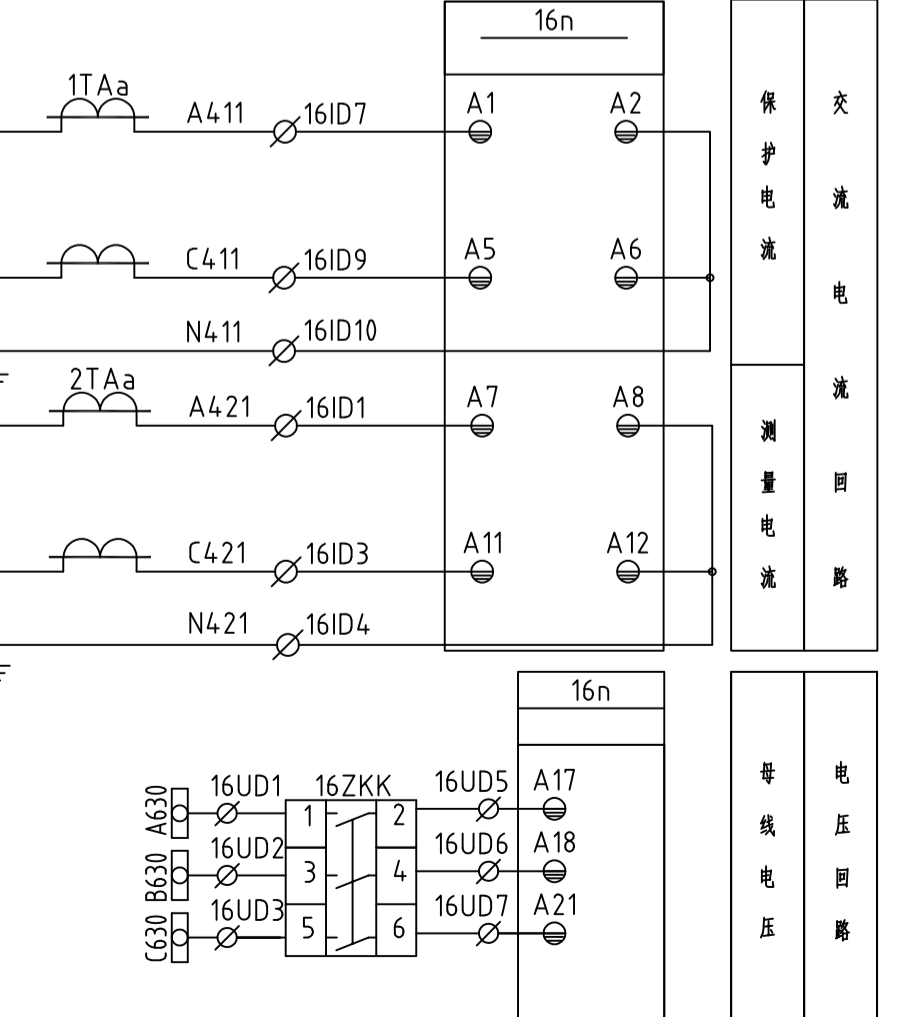 16n
1TAa
A411
16ID7
A1
A2
C411
16ID9
A5
A6
N411
16ID10
2TAa
A421
16ID1
A7
A8
C421
16ID3
A11
A12
N421
16ID4
保护电流
测量电流
交流电流回路
16n
A630
16UD1
16ZKK
1
2
16UD5
A17
B630
16UD2
3
4
16UD6
A18
C630
16UD3
5
6
16UD7
A21
母线电压
电压回路